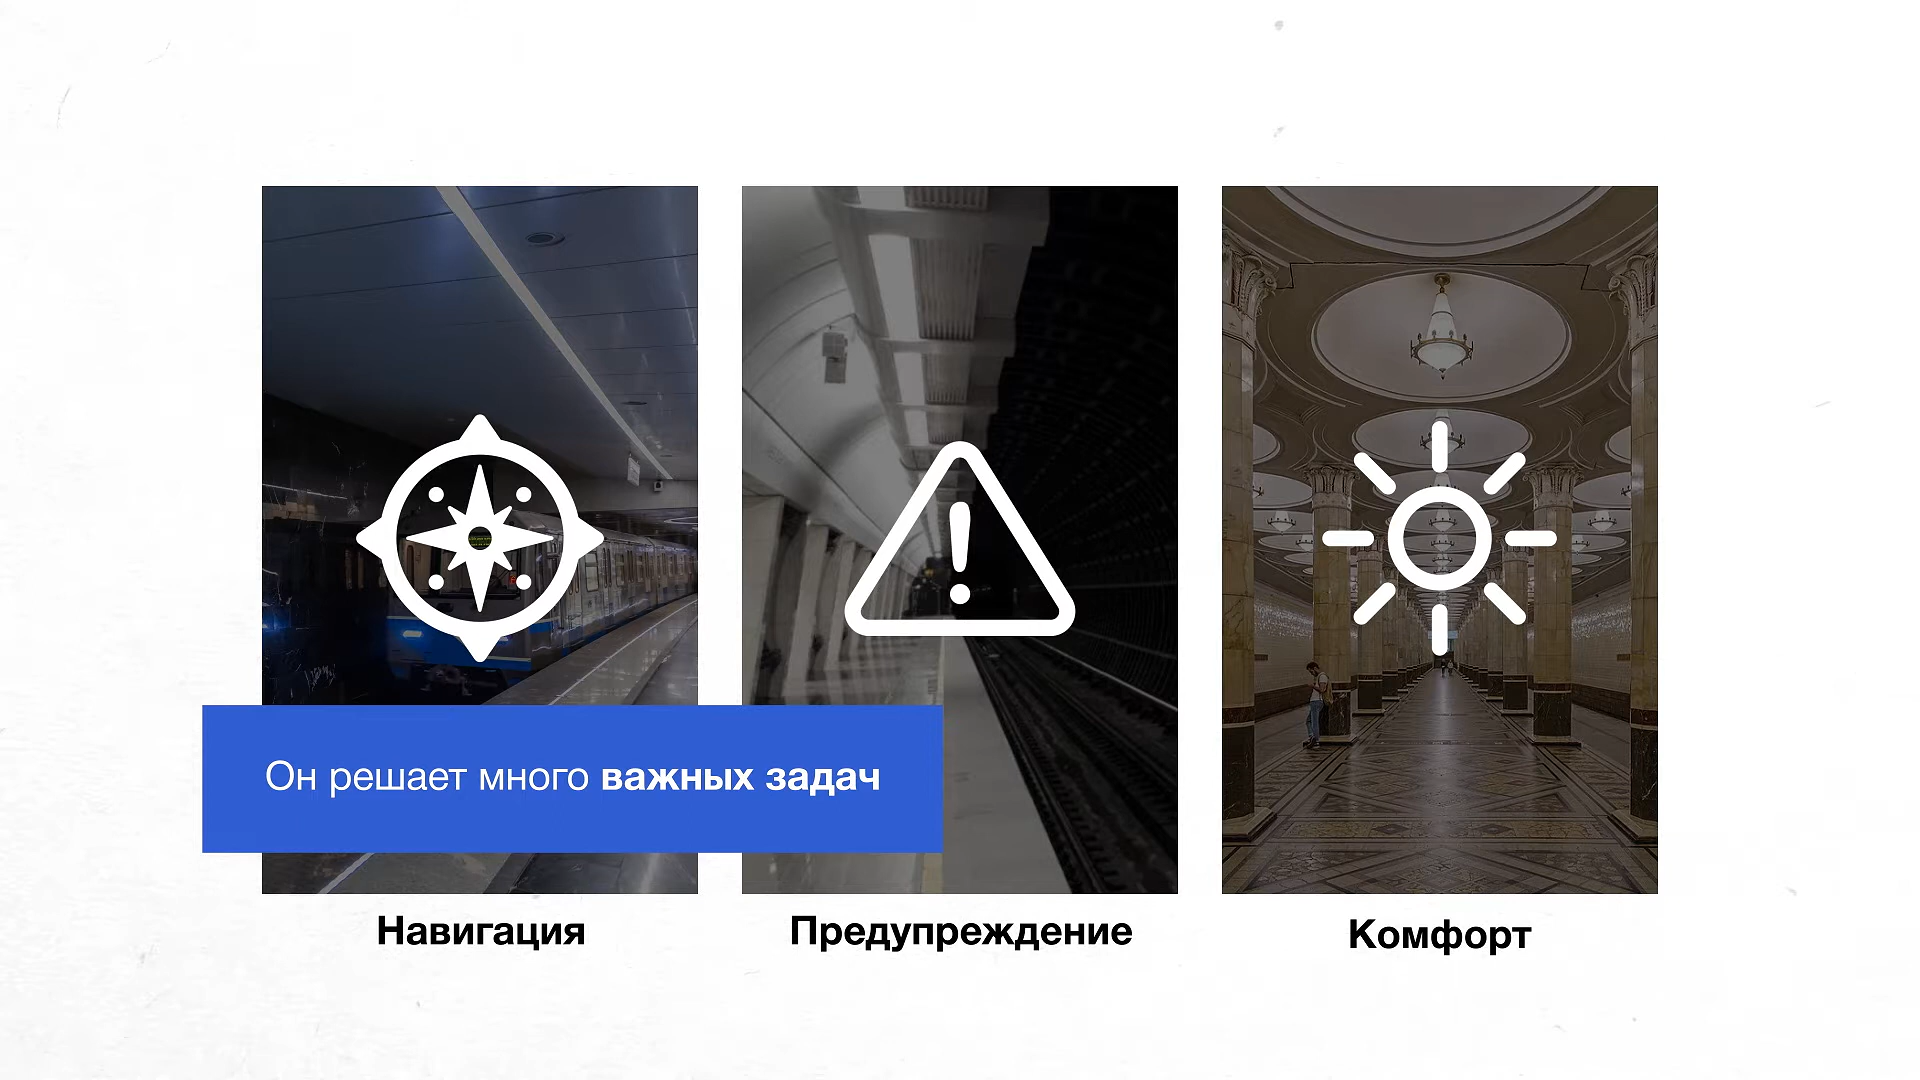 Он решает много важных задач
Навигация
Предупреждение
Комфорт